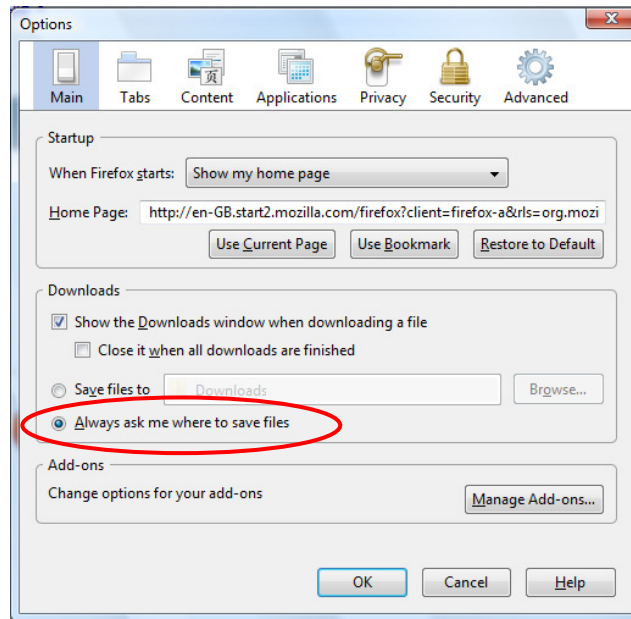 Options
Main Tabs Content Applications Privacy Security Advanced
Startup
When Firefox starts: Show my home page
Home Page: http://en-GB.start2.mozilla.com/firefox?client=firefox-a&rls=org.mozi
Use Current Page Use Bookmark Restore to Default
Downloads
Show the Downloads window when downloading a file
Close it when all downloads are finished
Save files to Downloads Browse...
Always ask me where to save files
Add-ons
Change options for your add-ons Manage Add-ons...
OK Cancel Help